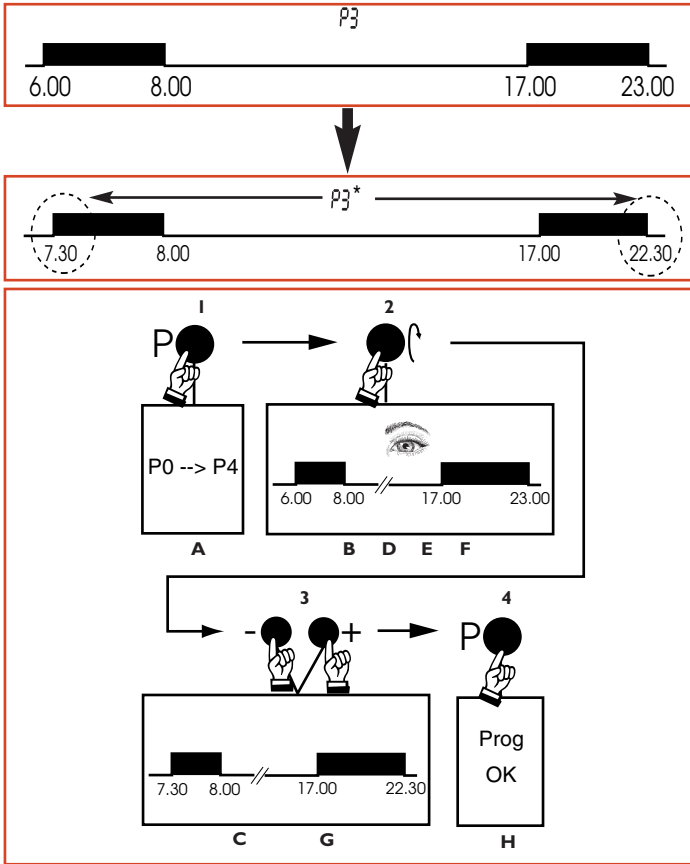 P3
6.00 8.00 17.00 23.00
P3*
7.30 8.00 17.00 22.30
1 2
P
P0 --> P4
6.00 8.00 // 17.00 23.00
A B D E F
3 4
- + P
Prog
OK
7.30 8.00 // 17.00 22.30
C G H